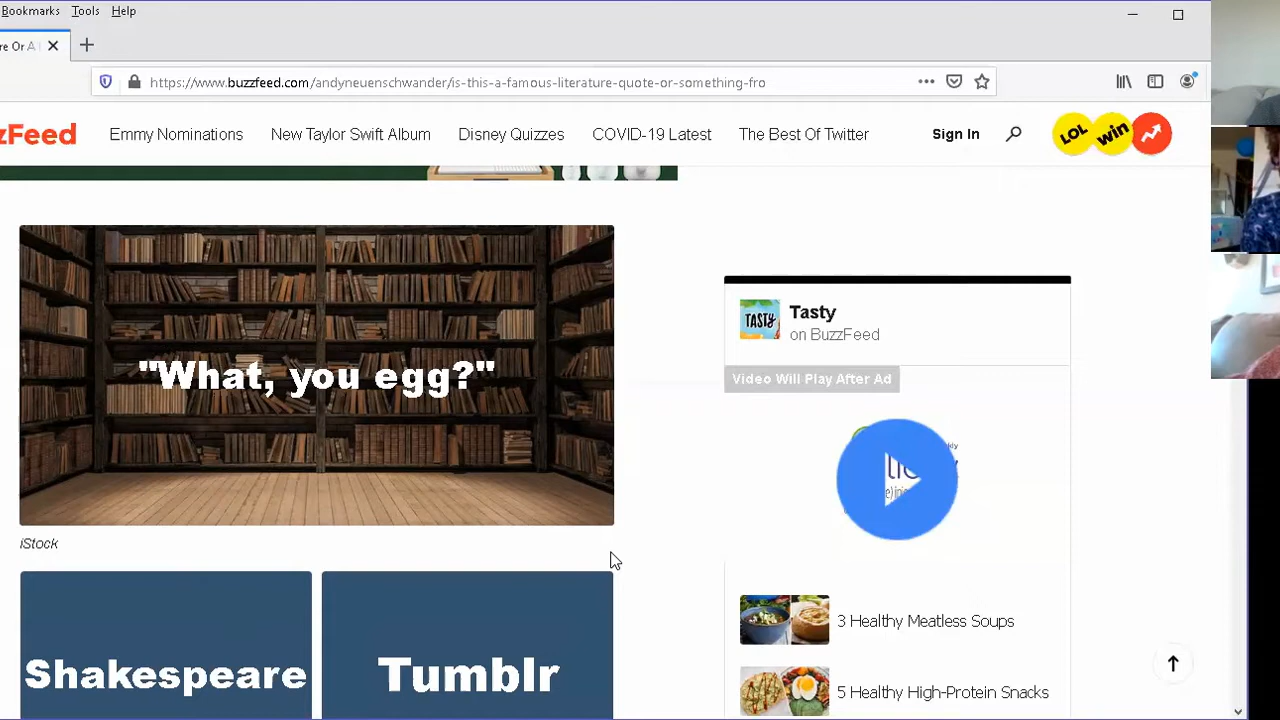 Bookmarks Tools Help
re Or A
https://www.buzzfeed.com/andyneuenschwander/is-this-a-famous-literature-quote-or-something-fro
zFeed Emmy Nominations New Taylor Swift Album Disney Quizzes COVID-19 Latest The Best Of Twitter Sign In LOL win
"What, you egg?"
iStock
Shakespeare Tumblr
TASTY Tasty
on BuzzFeed
Video Will Play After Ad
3 Healthy Meatless Soups
5 Healthy High-Protein Snacks